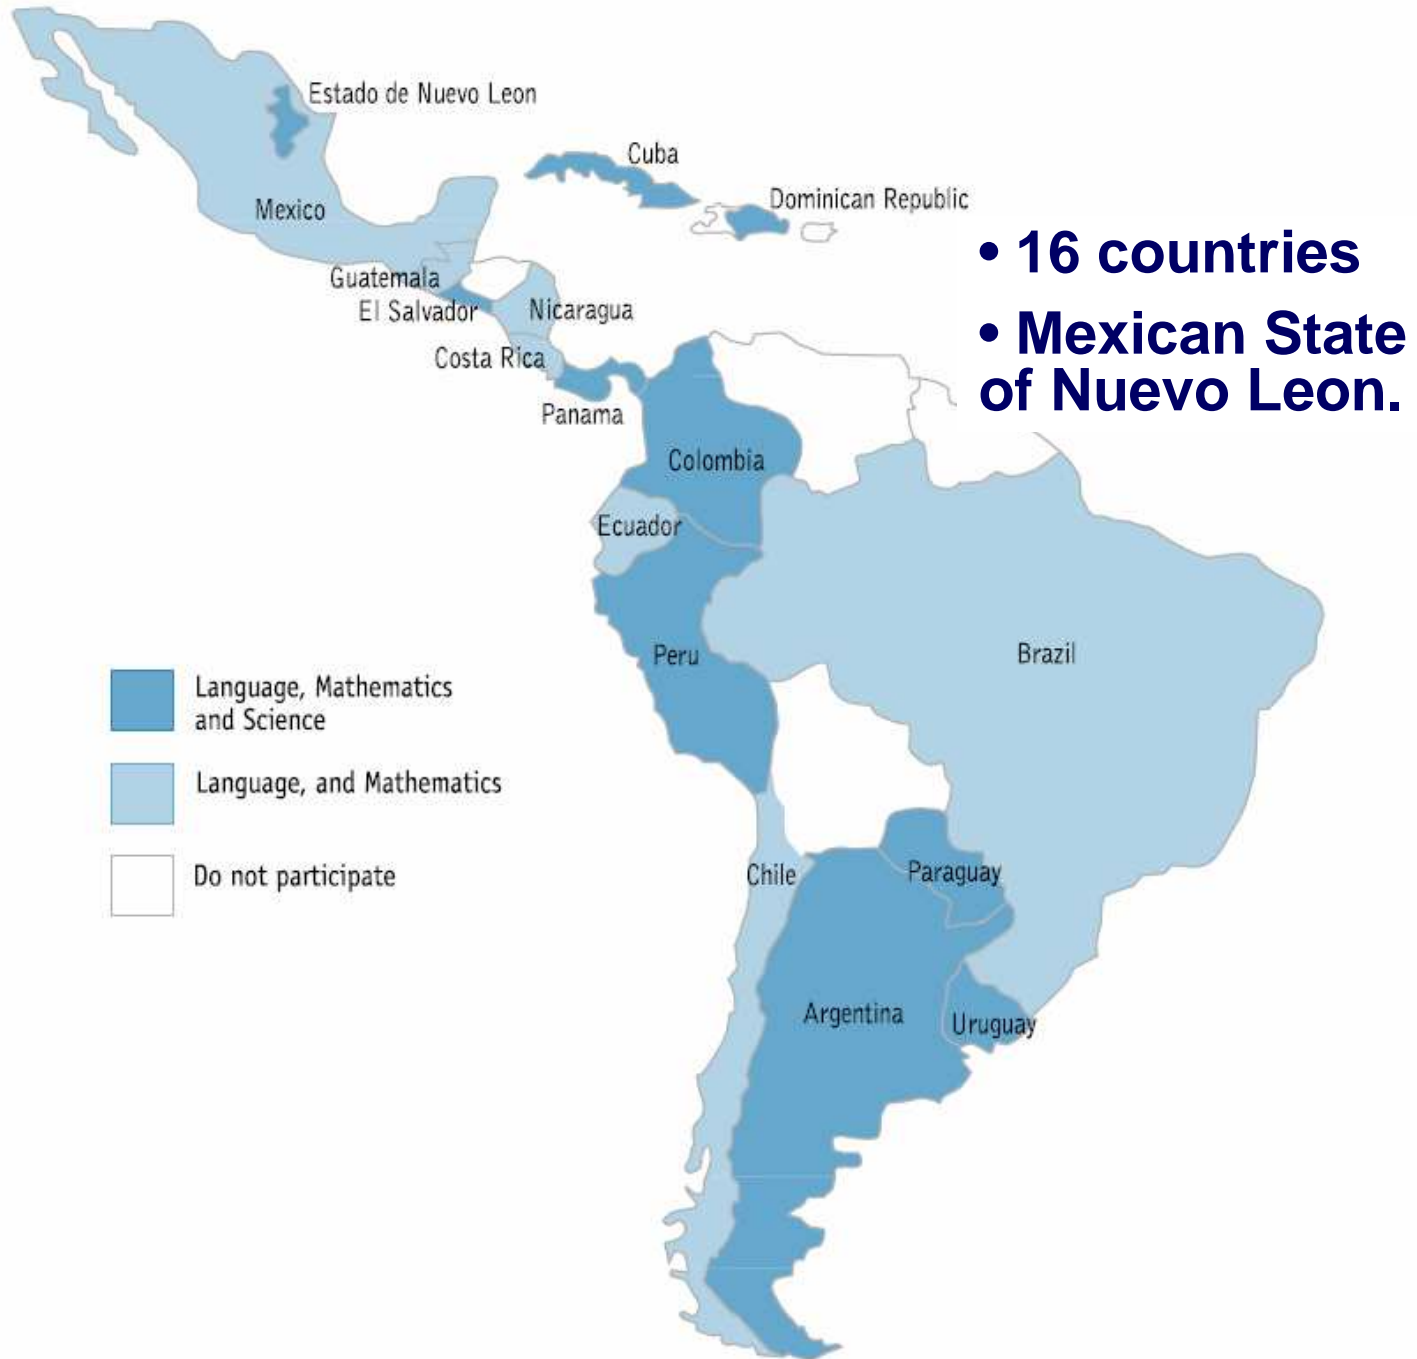 Estado de Nuevo Leon
Cuba
Dominican Republic
Mexico
• 16 countries
• Mexican State
of Nuevo Leon.
Guatemala
El Salvador
Nicaragua
Costa Rica
Panama
Colombia
Ecuador
Peru
Brazil
Language, Mathematics
and Science
Language, and Mathematics
Do not participate
Chile
Paraguay
Argentina
Uruguay